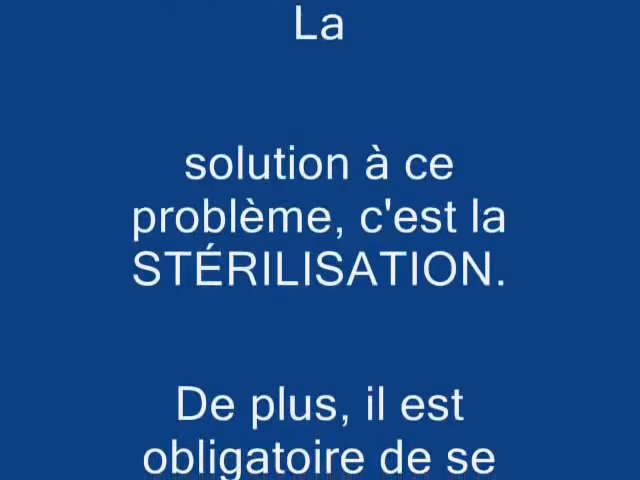 La
solution à ce
problème, c'est la
STÉRILISATION.
De plus, il est
obligatoire de se